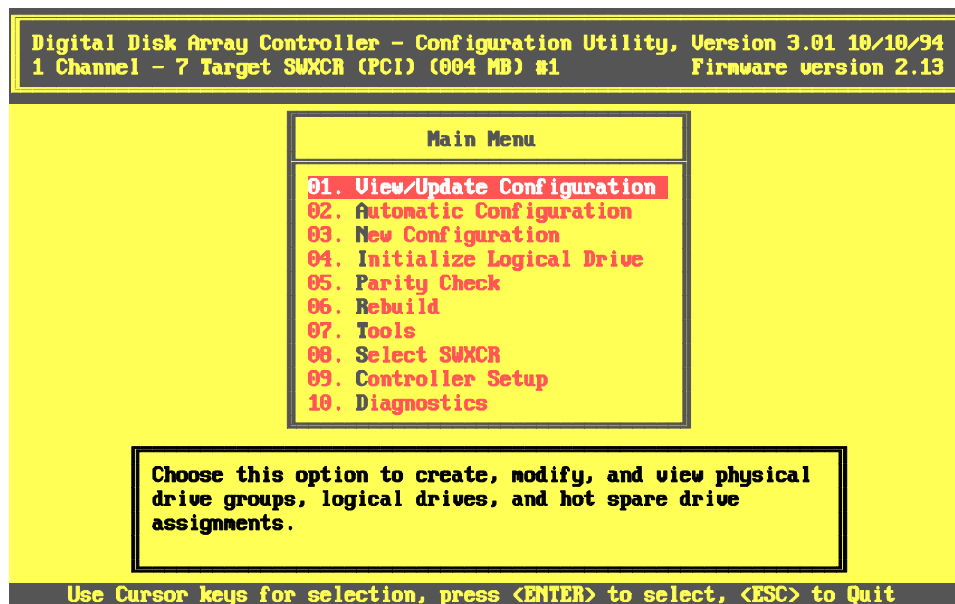 Digital Disk Array Controller - Configuration Utility, Version 3.01 10/10/94
1 Channel - 7 Target SWXCR (PCI) (004 MB) #1 Firmware version 2.13
Main Menu
01. View/Update Configuration
02. Automatic Configuration
03. New Configuration
04. Initialize Logical Drive
05. Parity Check
06. Rebuild
07. Tools
08. Select SWXCR
09. Controller Setup
10. Diagnostics
Choose this option to create, modify, and view physical
drive groups, logical drives, and hot spare drive
assignments.
Use Cursor keys for selection, press <ENTER> to select, <ESC> to Quit